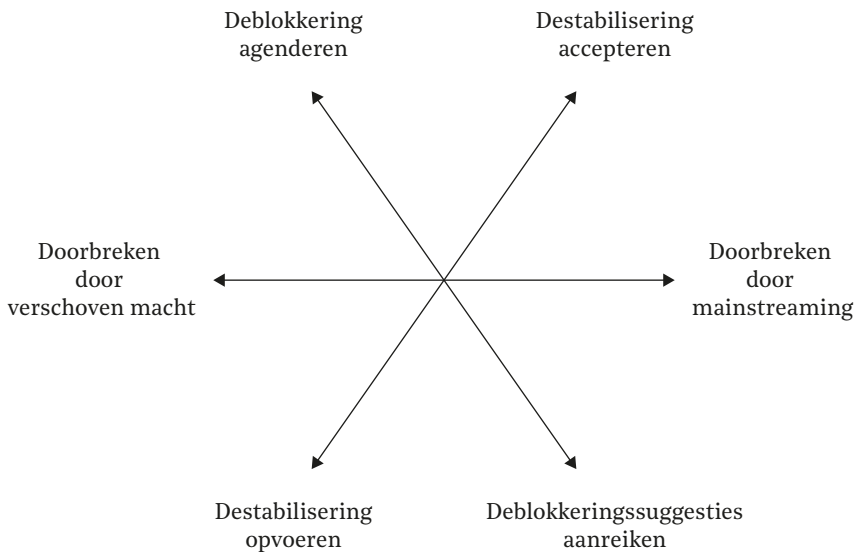 Deblokkering
agenderen
Destabilisering
accepteren
Doorbreken
door
verschoven macht
Doorbreken
door
mainstreaming
Destabilisering
opvoeren
Deblokkeringssuggesties
aanreiken